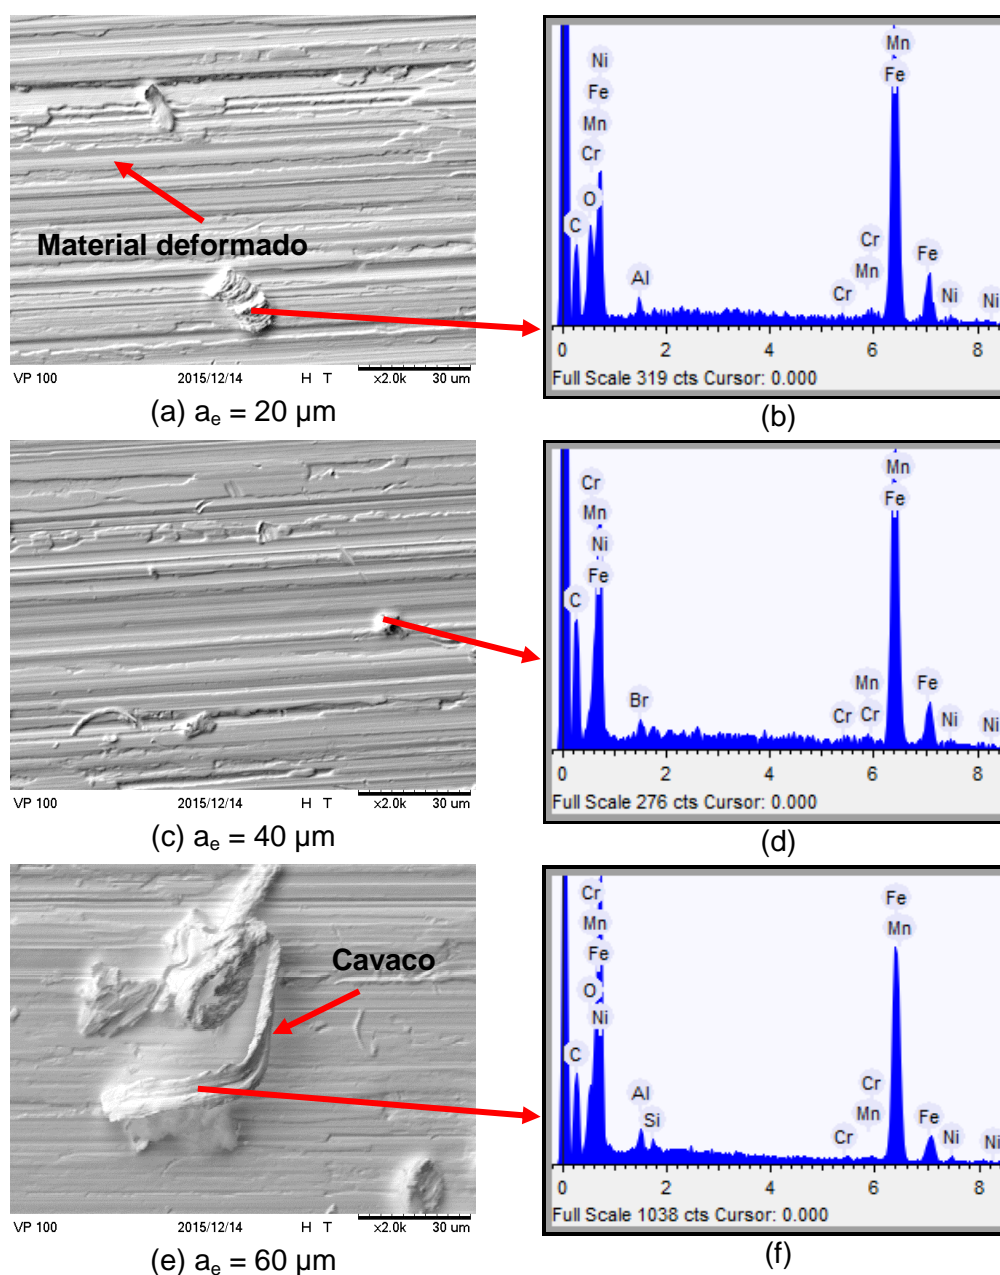 Material deformado
VP 100 2015/12/14 H T x2.0k 30 um
(a) aₑ = 20 µm
Mn
Ni
Fe
Fe
Mn
Cr
O
C
Cr
Fe
Mn
Al
Cr
Ni
Ni
0 2 4 6 8
Full Scale 319 cts Cursor: 0.000
(b)
VP 100 2015/12/14 H T x2.0k 30 um
(c) aₑ = 40 µm
Mn
Cr
Fe
Mn
Ni
Fe
C
Mn
Fe
Br
Cr
Cr
Ni
Ni
0 2 4 6 8
Full Scale 276 cts Cursor: 0.000
(d)
Cavaco
VP 100 2015/12/14 H T x2.0k 30 um
(e) aₑ = 60 µm
Cr
Fe
Mn
Mn
Fe
O
Ni
C
Cr
Al
Si
Mn
Fe
Cr
Ni
Ni
0 2 4 6 8
Full Scale 1038 cts Cursor: 0.000
(f)